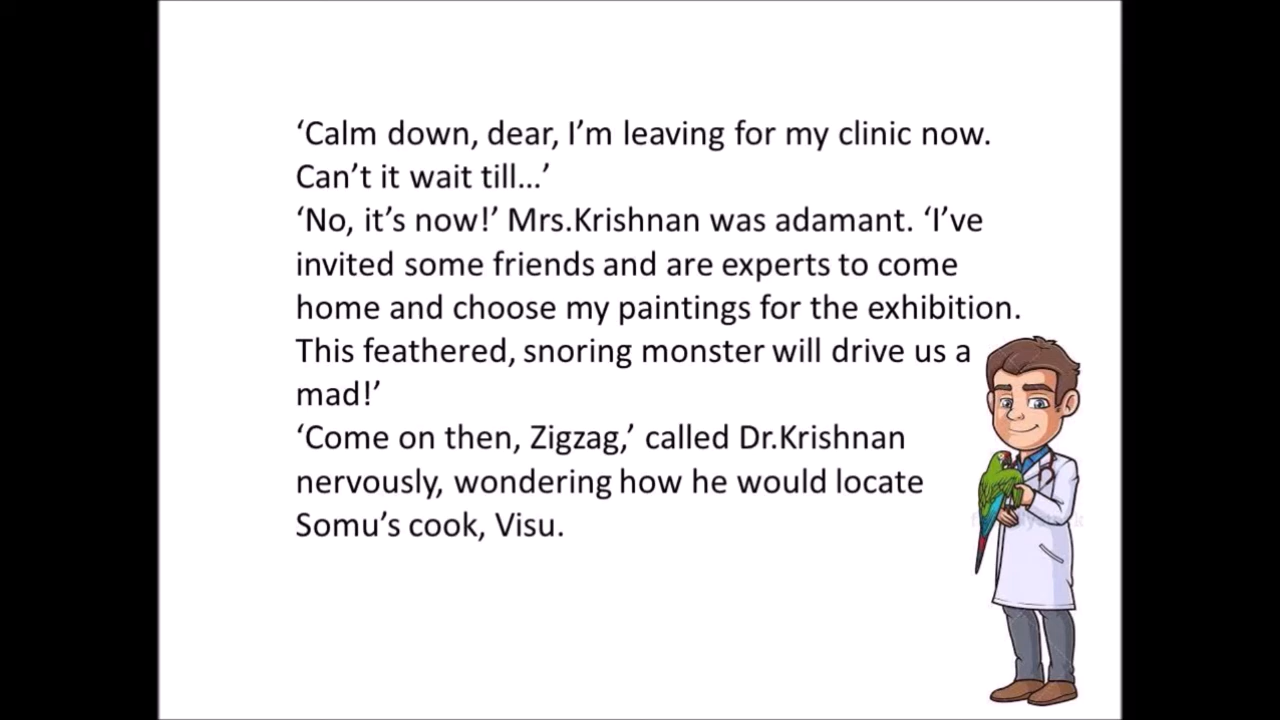 ‘Calm down, dear, I’m leaving for my clinic now.
Can’t it wait till...’
‘No, it’s now!’ Mrs.Krishnan was adamant. ‘I’ve
invited some friends and are experts to come
home and choose my paintings for the exhibition.
This feathered, snoring monster will drive us a
mad!’
‘Come on then, Zigzag,’ called Dr.Krishnan
nervously, wondering how he would locate
Somu’s cook, Visu.